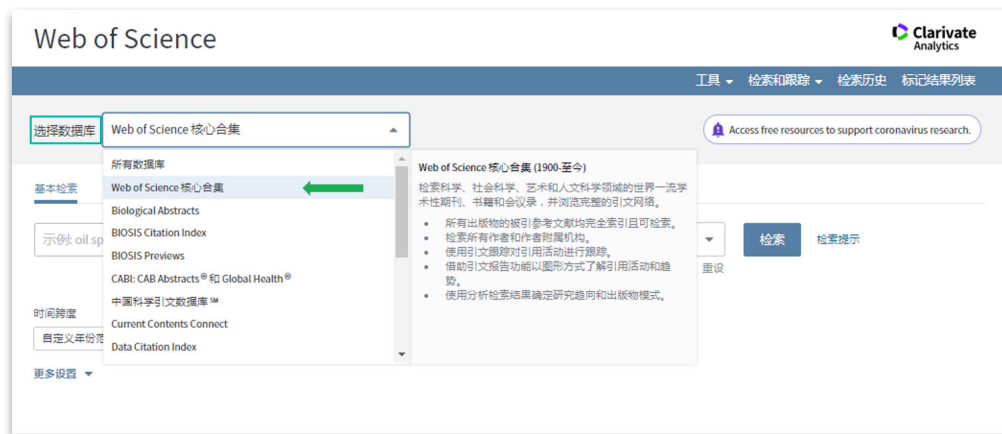 Web of Science
Clarivate
Analytics
工具
检索和跟踪
检索历史
标记结果列表
选择数据库
Web of Science 核心合集
Access free resources to support coronavirus research.
所有数据库
Web of Science 核心合集
Biological Abstracts
BIOSIS Citation Index
BIOSIS Previews
CABI: CAB Abstracts® 和 Global Health®
中国科学引文数据库 ℠
Current Contents Connect
Data Citation Index
Web of Science 核心合集 (1900-至今)
检索科学、社会科学、艺术和人文科学领域的世界一流学
术性期刊、书籍和会议录，并浏览完整的引文网络。
• 所有出版物的被引参考文献均完全索引且可检索。
• 检索所有作者和作者附属机构。
• 使用引文跟踪对引用活动进行跟踪。
• 借助引文报告功能以图形方式了解引用活动和趋
势。
• 使用分析检索结果确定研究趋向和出版物模式。
基本检索
示例: oil sp
检索
检索提示
重设
时间跨度
自定义年份范
更多设置